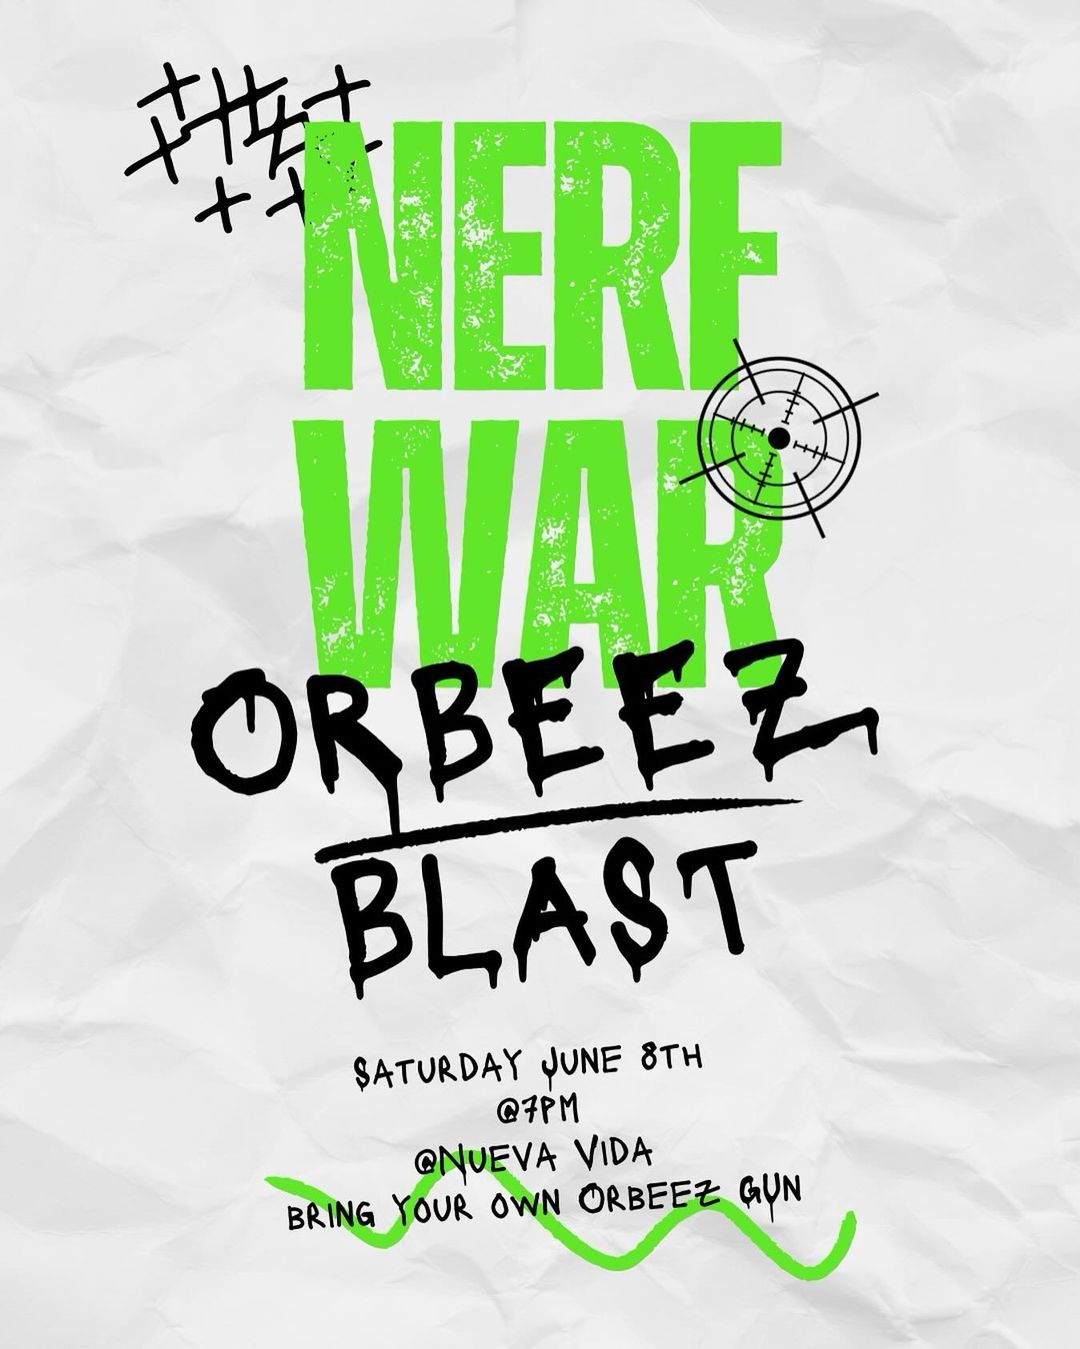 NERF
WAR
ORBEEZ
BLAST
SATURDAY JUNE 8TH
@7PM
@NUEVA VIDA
BRING YOUR OWN ORBEEZ GUN